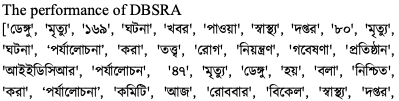 The performance of DBSRA
['ডেঙ্গু', 'মৃত্যু', '১৬৯', 'ঘটনা', 'খবর', 'পাওয়া', 'স্বাস্থ্য', 'দপ্তর', '৮০', 'মৃত্যু',
'ঘটনা', 'পর্যালোচনা', 'করা', 'তত্ত্ব', 'রোগ', 'নিয়ন্ত্রণ', 'গবেষণা', 'প্রতিষ্ঠান',
'আইইডিসিআর', 'পর্যালোচন', '৪৭', 'মৃত্যু', 'ডেঙ্গু', 'হয়', 'বলা', 'নিশ্চিত',
'করা', 'পর্যালোচনা', 'কমিটি', 'আজ', 'রোববার', 'বিকেল', 'স্বাস্থ্য', 'দপ্তর',